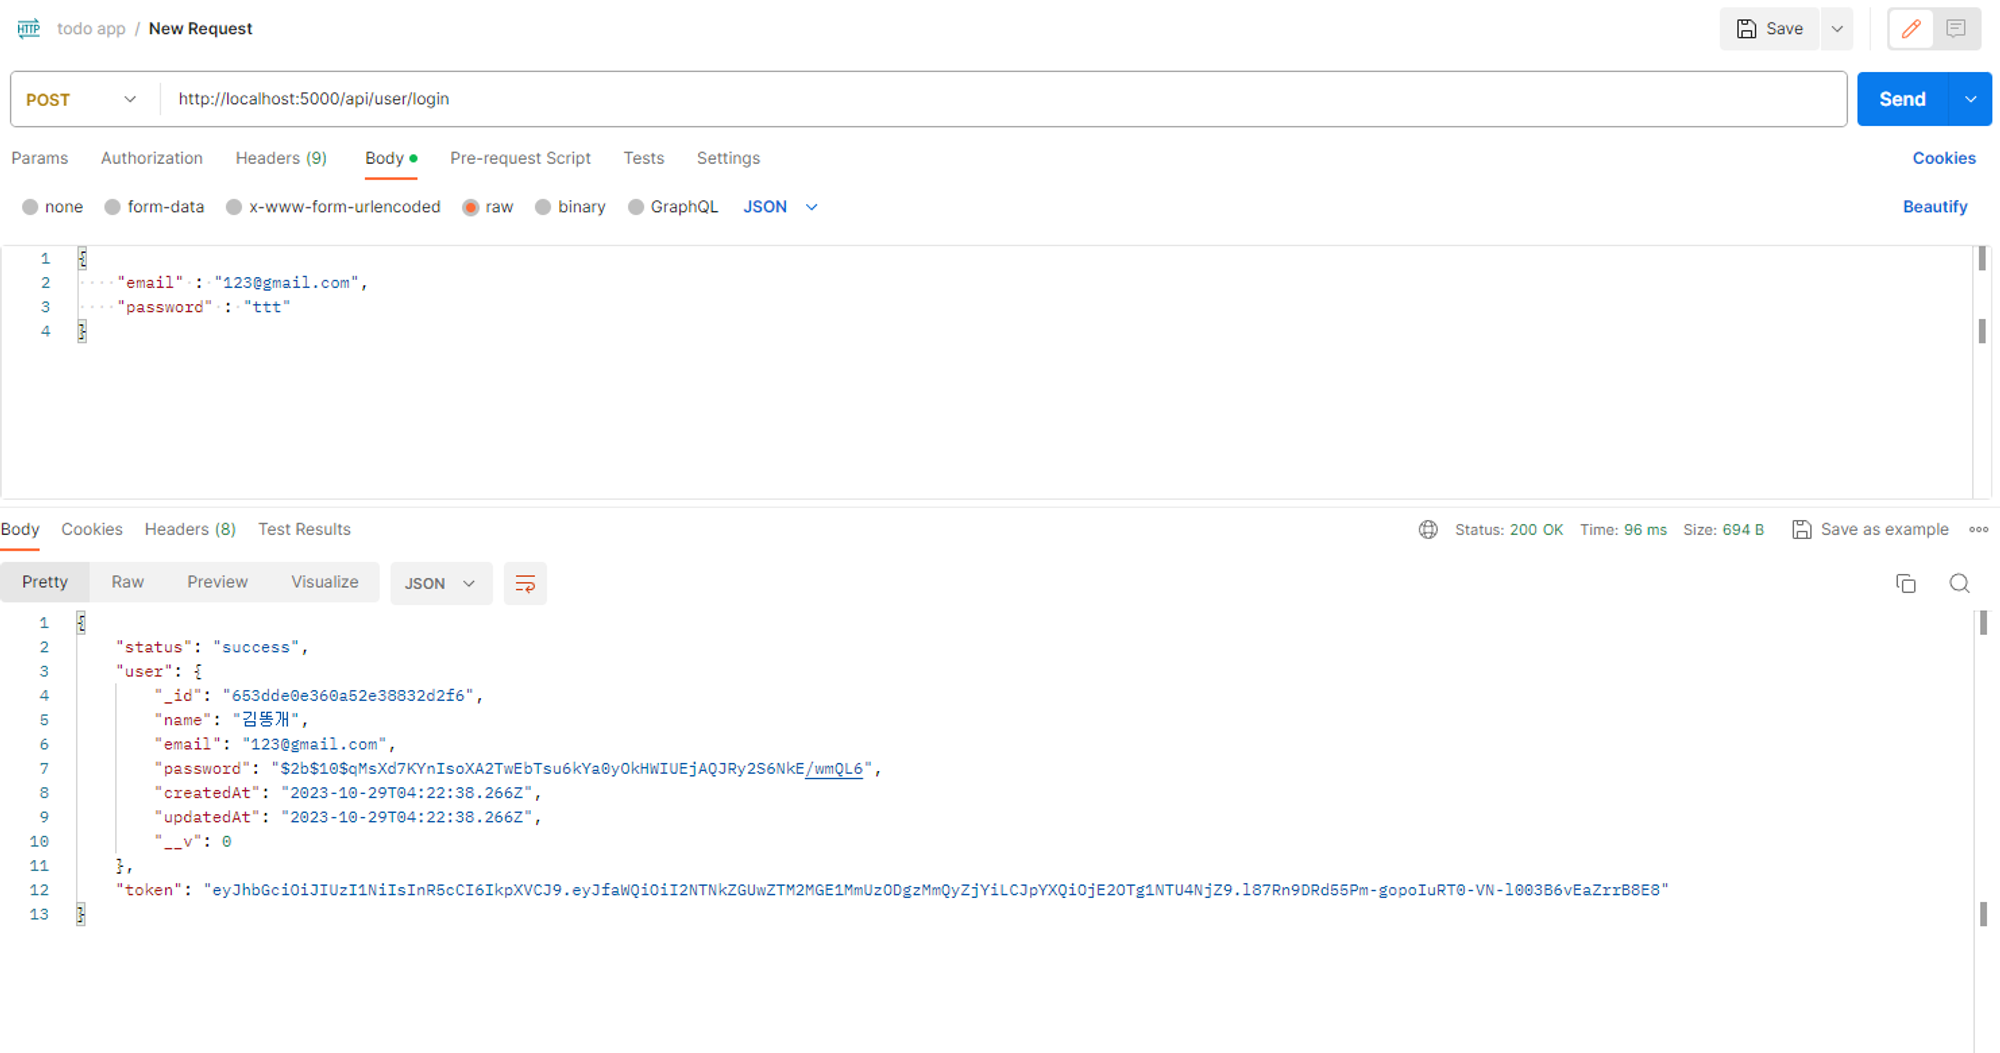 HTTP todo app / New Request Save
POST http://localhost:5000/api/user/login Send
Params Authorization Headers (9) Body Pre-request Script Tests Settings Cookies
none form-data x-www-form-urlencoded raw binary GraphQL JSON Beautify
1 {
2 "email" : "123@gmail.com",
3 "password" : "ttt"
4 }
Body Cookies Headers (8) Test Results Status: 200 OK Time: 96 ms Size: 694 B Save as example
Pretty Raw Preview Visualize JSON
1 {
2 "status": "success",
3 "user": {
4 "_id": "653dde0e360a52e38832d2f6",
5 "name": "김똥개",
6 "email": "123@gmail.com",
7 "password": "$2b$10$qMsXd7KYnIsoXA2TwEbTsu6kYa0yOkHWIUEjAQJRy2S6NkE/wmQL6",
8 "createdAt": "2023-10-29T04:22:38.266Z",
9 "updatedAt": "2023-10-29T04:22:38.266Z",
10 "__v": 0
11 },
12 "token": "eyJhbGciOiJIUzI1NiIsInR5cCI6IkpXVCJ9.eyJfaWQiOiI2NTNkZGUwZTM2MGE1MmUzODgzMmQyZjYiLCJpYXQiOjE2OTg1NTU4NjZ9.l87Rn9DRd55Pm-gopoIuRT0-VN-l003B6vEaZrrB8E8"
13 }